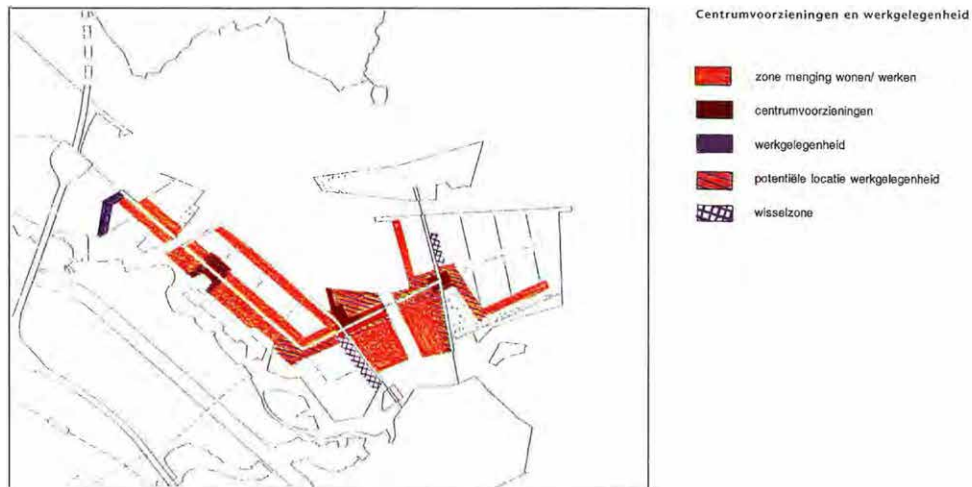 Centrumvoorzieningen en werkgelegenheid
zone menging wonen/ werken
centrumvoorzieningen
werkgelegenheid
potentiële locatie werkgelegenheid
wisselzone